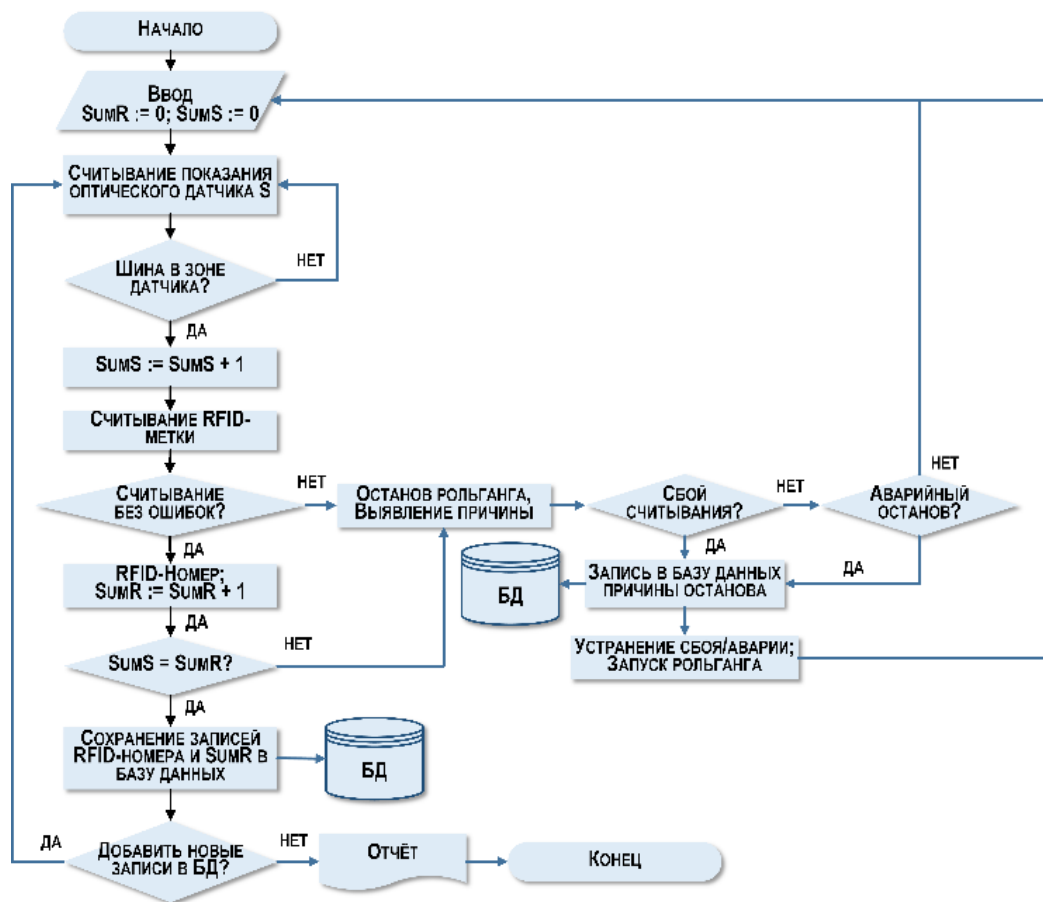 Начало
Ввод
SumR := 0; SumS := 0
Считывание показания
оптического датчика S
Шина в зоне
датчика?
нет
да
SumS := SumS + 1
Считывание RFID-
метки
Считывание
без ошибок?
нет
Останов рольганга,
Выявление причины
Сбой
считывания?
нет
Аварийный
останов?
нет
да
да
да
RFID-Номер;
SumR := SumR + 1
БД
Запись в базу данных
причины останова
да
SumS = SumR?
нет
Устранение сбоя/аварии;
Запуск рольганга
да
Сохранение записей
RFID-номера и SumR в
базу данных
БД
да
Добавить новые
записи в БД?
нет
Отчёт
Конец